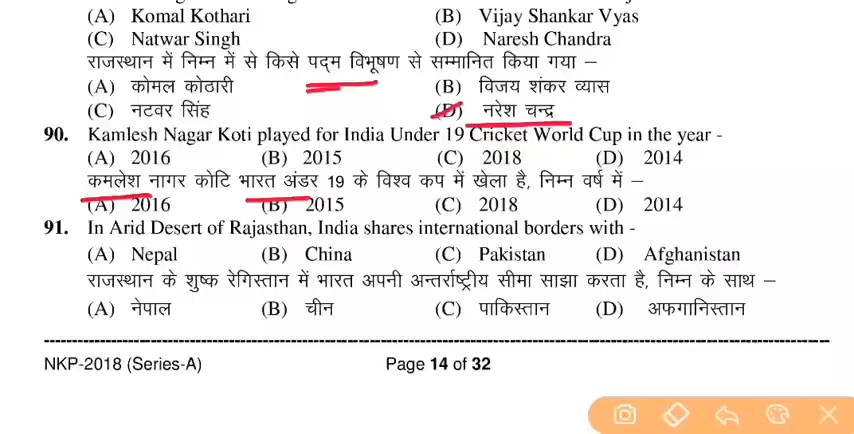 (A) Komal Kothari (B) Vijay Shankar Vyas
(C) Natwar Singh (D) Naresh Chandra
राजस्थान में निम्न में से किसे पद्म विभूषण से सम्मानित किया गया –
(A) कोमल कोठारी (B) विजय शंकर व्यास
(C) नटवर सिंह (D) नरेश चन्द्र
90. Kamlesh Nagar Koti played for India Under 19 Cricket World Cup in the year -
(A) 2016 (B) 2015 (C) 2018 (D) 2014
कमलेश नागर कोटि भारत अंडर 19 के विश्व कप में खेला है, निम्न वर्ष में –
(A) 2016 (B) 2015 (C) 2018 (D) 2014
91. In Arid Desert of Rajasthan, India shares international borders with -
(A) Nepal (B) China (C) Pakistan (D) Afghanistan
राजस्थान के शुष्क रेगिस्तान में भारत अपनी अन्तर्राष्ट्रीय सीमा साझा करता है, निम्न के साथ –
(A) नेपाल (B) चीन (C) पाकिस्तान (D) अफगानिस्तान
NKP-2018 (Series-A) Page 14 of 32